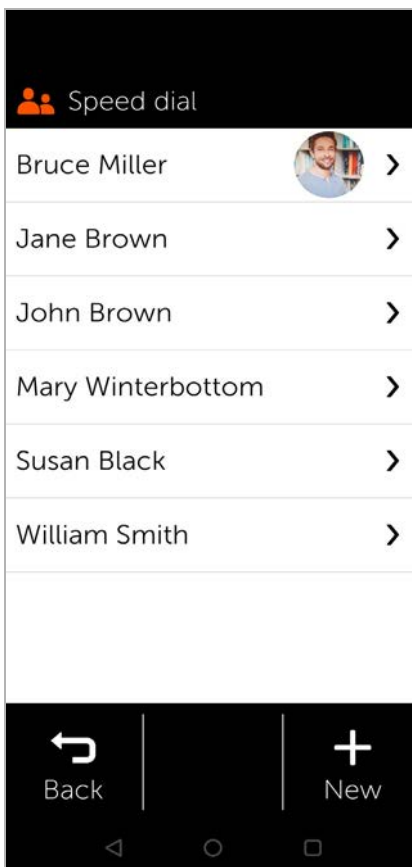 Speed dial
Bruce Miller
Jane Brown
John Brown
Mary Winterbottom
Susan Black
William Smith
Back New